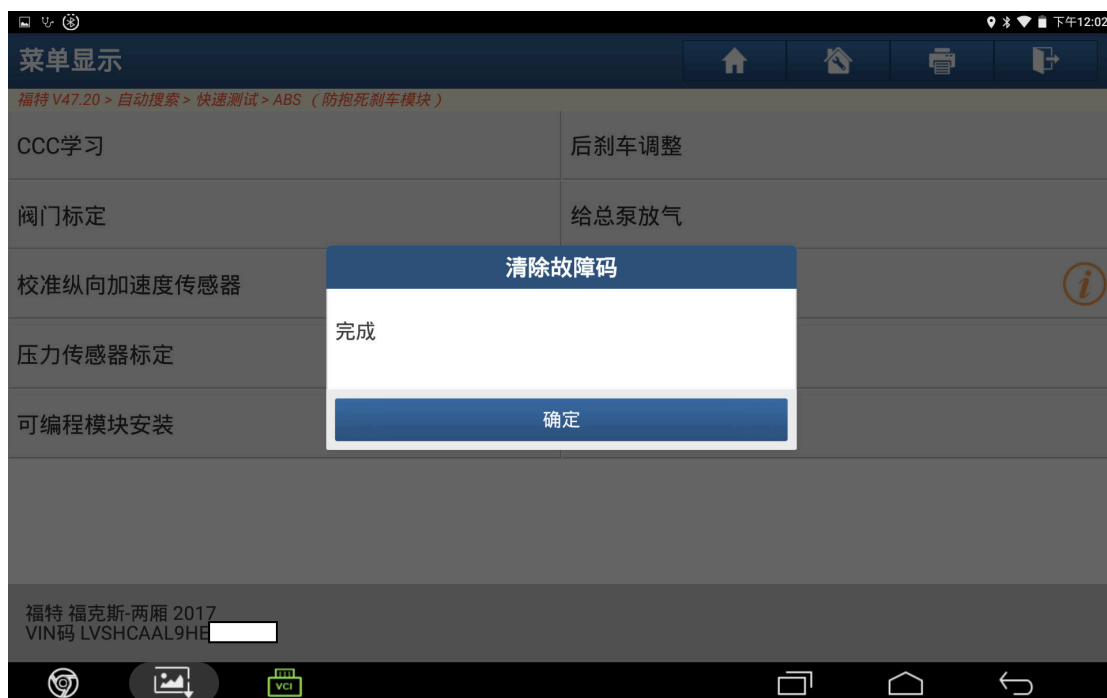 下午12:02
菜单显示
福特 V47.20 > 自动搜索 > 快速测试 > ABS （防抱死刹车模块）
CCC学习
后刹车调整
阀门标定
给总泵放气
清除故障码
校准纵向加速度传感器
i
完成
压力传感器标定
确定
可编程模块安装
福特 福克斯-两厢 2017
VIN码 LVSHCAAL9HE
VCI